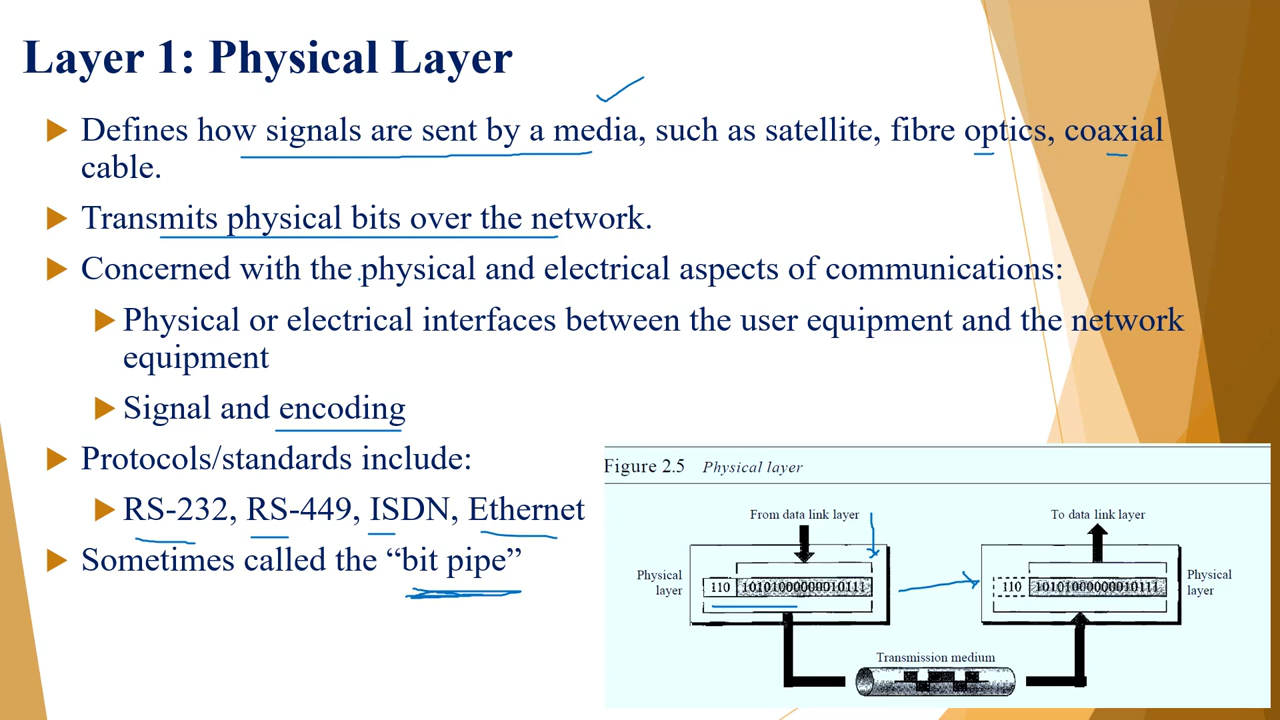 Layer 1: Physical Layer
Defines how signals are sent by a media, such as satellite, fibre optics, coaxial
cable.
Transmits physical bits over the network.
Concerned with the physical and electrical aspects of communications:
Physical or electrical interfaces between the user equipment and the network
equipment
Signal and encoding
Protocols/standards include:
RS-232, RS-449, ISDN, Ethernet
Sometimes called the “bit pipe”
Figure 2.5 Physical layer
From data link layer
To data link layer
Physical
layer
110 10101000000010111
110 10101000000010111
Physical
layer
Transmission medium